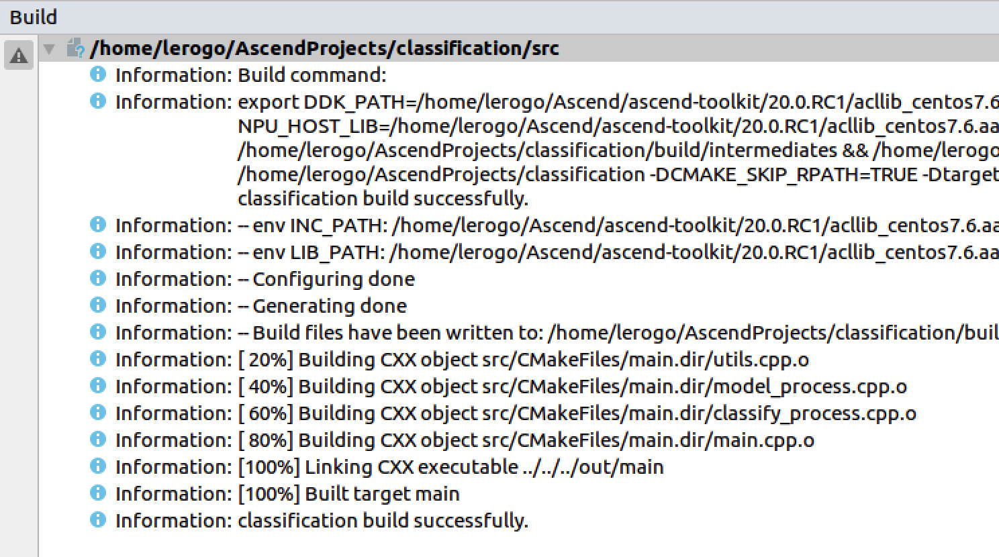 Build
/home/lerogo/AscendProjects/classification/src
Information: Build command:
Information: export DDK_PATH=/home/lerogo/Ascend/ascend-toolkit/20.0.RC1/acllib_centos7.6
NPU_HOST_LIB=/home/lerogo/Ascend/ascend-toolkit/20.0.RC1/acllib_centos7.6.aa
/home/lerogo/AscendProjects/classification/build/intermediates && /home/lerogo
/home/lerogo/AscendProjects/classification -DCMAKE_SKIP_RPATH=TRUE -Dtarget
classification build successfully.
Information: -- env INC_PATH: /home/lerogo/Ascend/ascend-toolkit/20.0.RC1/acllib_centos7.6.aa
Information: -- env LIB_PATH: /home/lerogo/Ascend/ascend-toolkit/20.0.RC1/acllib_centos7.6.aa
Information: -- Configuring done
Information: -- Generating done
Information: -- Build files have been written to: /home/lerogo/AscendProjects/classification/buil
Information: [ 20%] Building CXX object src/CMakeFiles/main.dir/utils.cpp.o
Information: [ 40%] Building CXX object src/CMakeFiles/main.dir/model_process.cpp.o
Information: [ 60%] Building CXX object src/CMakeFiles/main.dir/classify_process.cpp.o
Information: [ 80%] Building CXX object src/CMakeFiles/main.dir/main.cpp.o
Information: [100%] Linking CXX executable ../../../out/main
Information: [100%] Built target main
Information: classification build successfully.